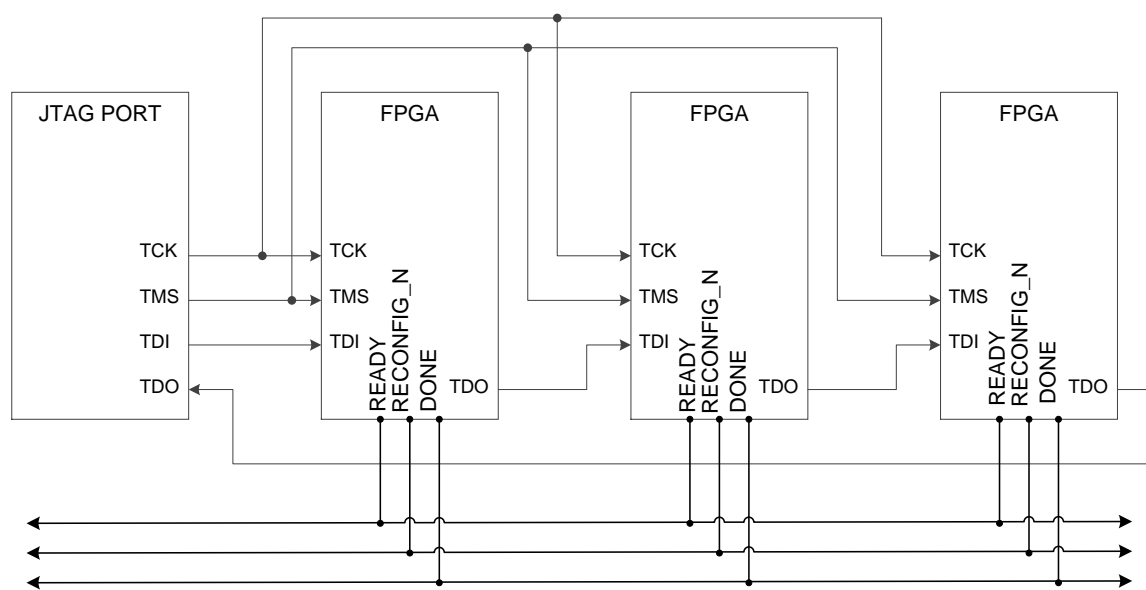 JTAG PORT
TCK
TMS
TDI
TDO
FPGA
TCK
TMS
TDI
READY
RECONFIG_N
DONE
TDO
FPGA
TCK
TMS
TDI
READY
RECONFIG_N
DONE
TDO
FPGA
TCK
TMS
TDI
READY
RECONFIG_N
DONE
TDO